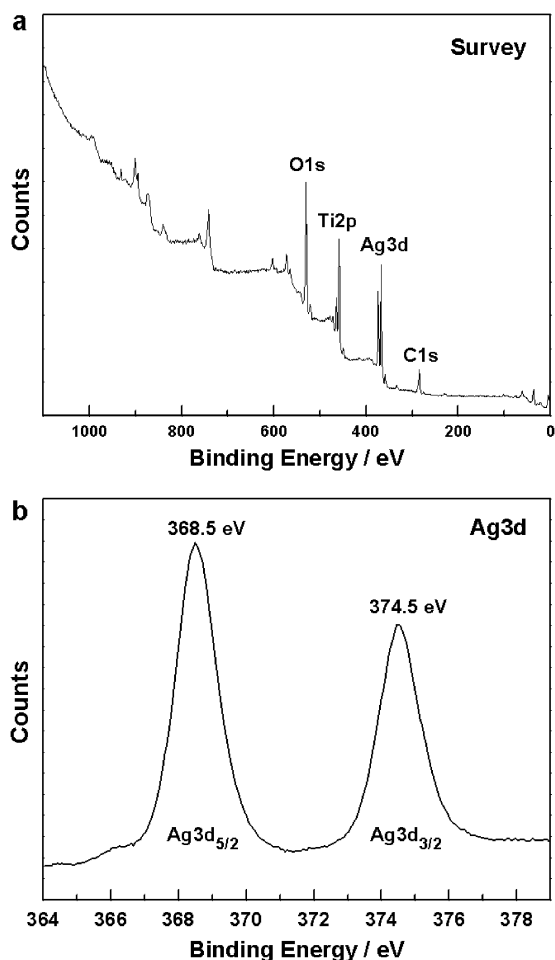 a
Survey
O1s
Ti2p
Ag3d
C1s
Counts
1000 800 600 400 200 0
Binding Energy / eV
b
Ag3d
368.5 eV
374.5 eV
Counts
Ag3d5/2 Ag3d3/2
364 366 368 370 372 374 376 378
Binding Energy / eV